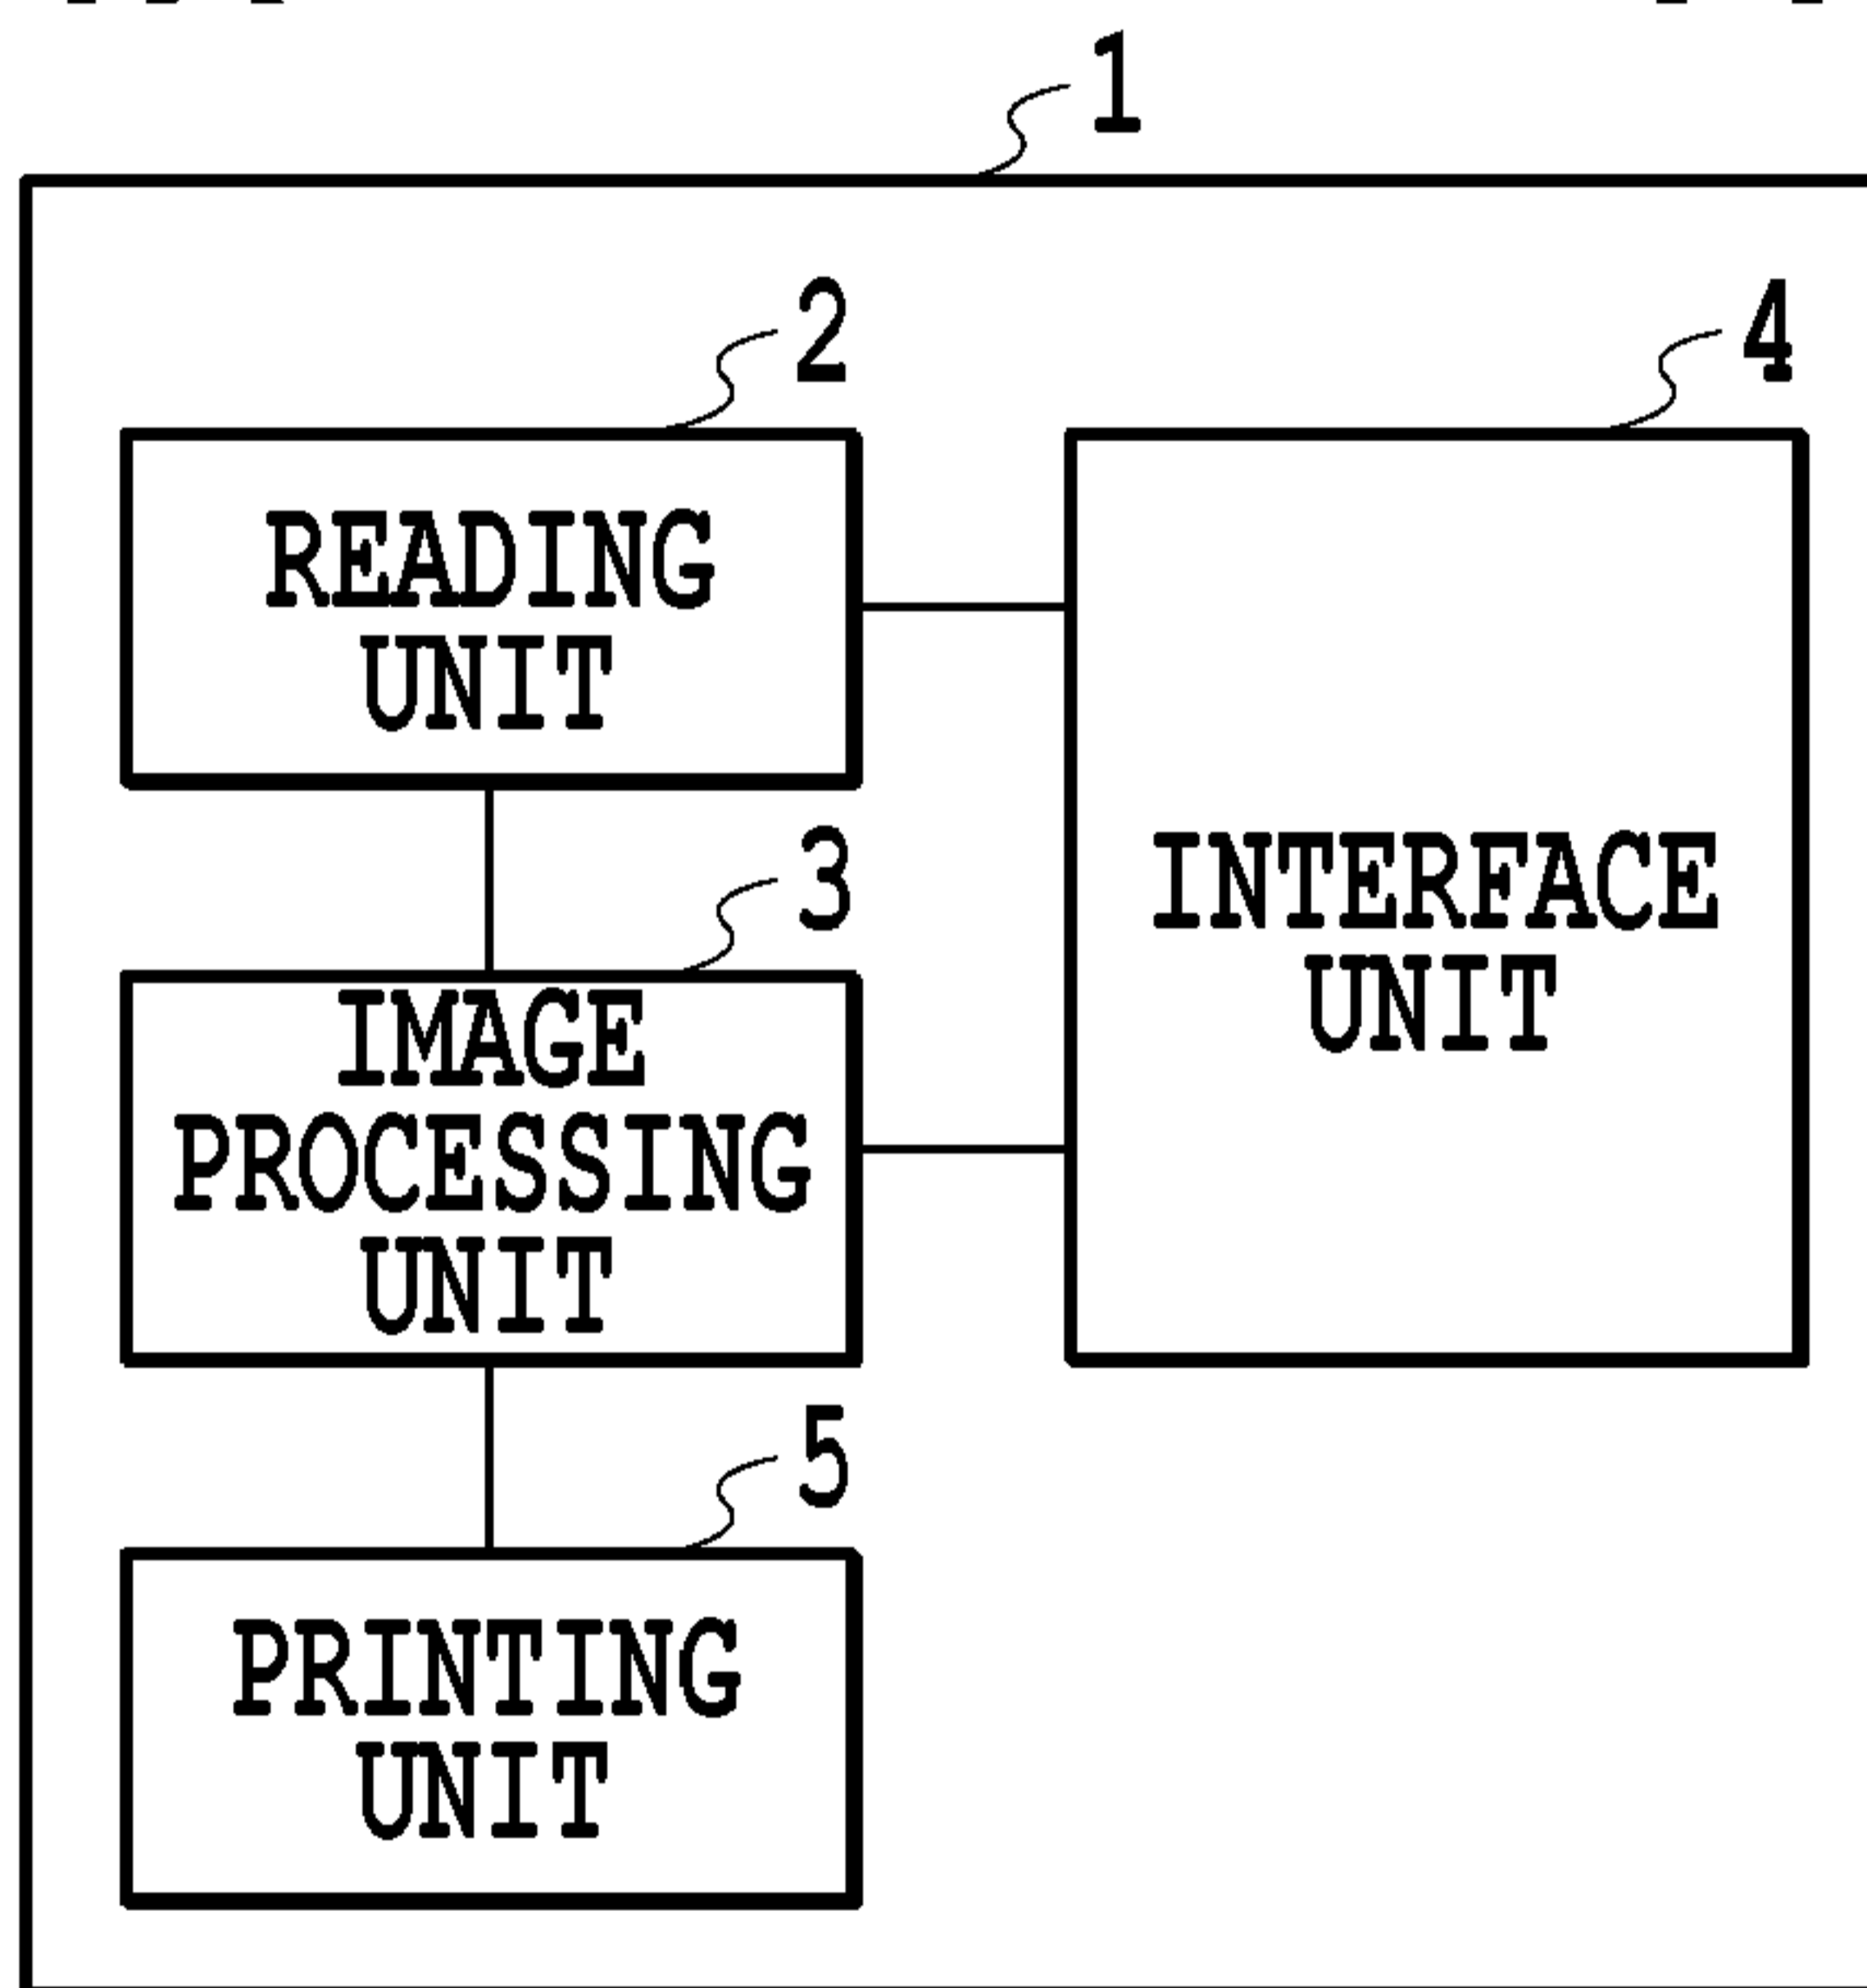 1
2
4
READING
UNIT
3
INTERFACE
UNIT
IMAGE
PROCESSING
UNIT
5
PRINTING
UNIT